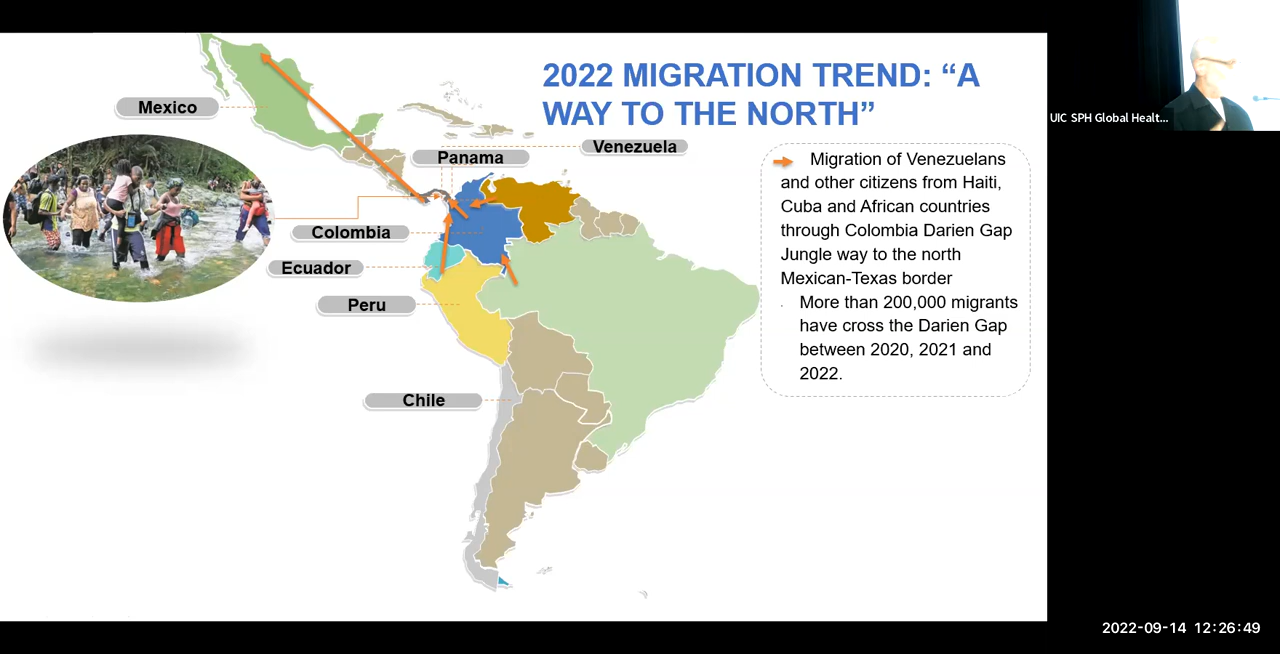 2022 MIGRATION TREND: “A
WAY TO THE NORTH”
UIC SPH Global Healt...
Mexico
Venezuela
Panama
Migration of Venezuelans
and other citizens from Haiti,
Cuba and African countries
through Colombia Darien Gap
Jungle way to the north
Mexican-Texas border
More than 200,000 migrants
have cross the Darien Gap
between 2020, 2021 and
2022.
Colombia
Ecuador
Peru
Chile
2022-09-14 12:26:49